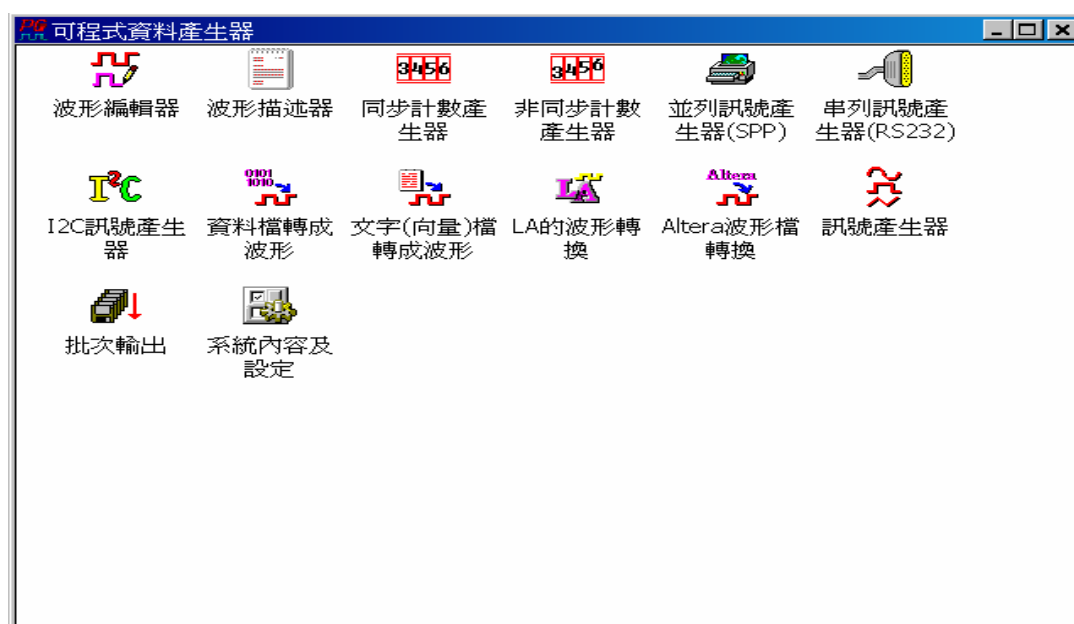 PG 可程式資料產生器
波形編輯器
波形描述器
同步計數產
生器
非同步計數
產生器
並列訊號產
生器(SPP)
串列訊號產
生器(RS232)
I2C訊號產生
器
資料檔轉成
波形
文字(向量)檔
轉成波形
LA的波形轉
換
Altera波形檔
轉換
訊號產生器
批次輸出
系統內容及
設定
3456
3456
I²C
0101
1010
LA
Altera